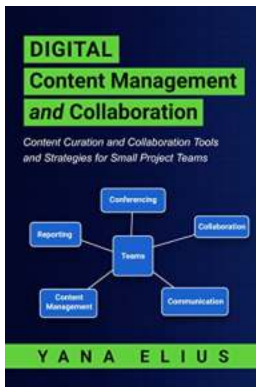 DIGITAL
Content Management
and Collaboration
Content Curation and Collaboration Tools
and Strategies for Small Project Teams
Conferencing
Reporting
Collaboration
Teams
Content
Management
Communication
YANA ELIUS